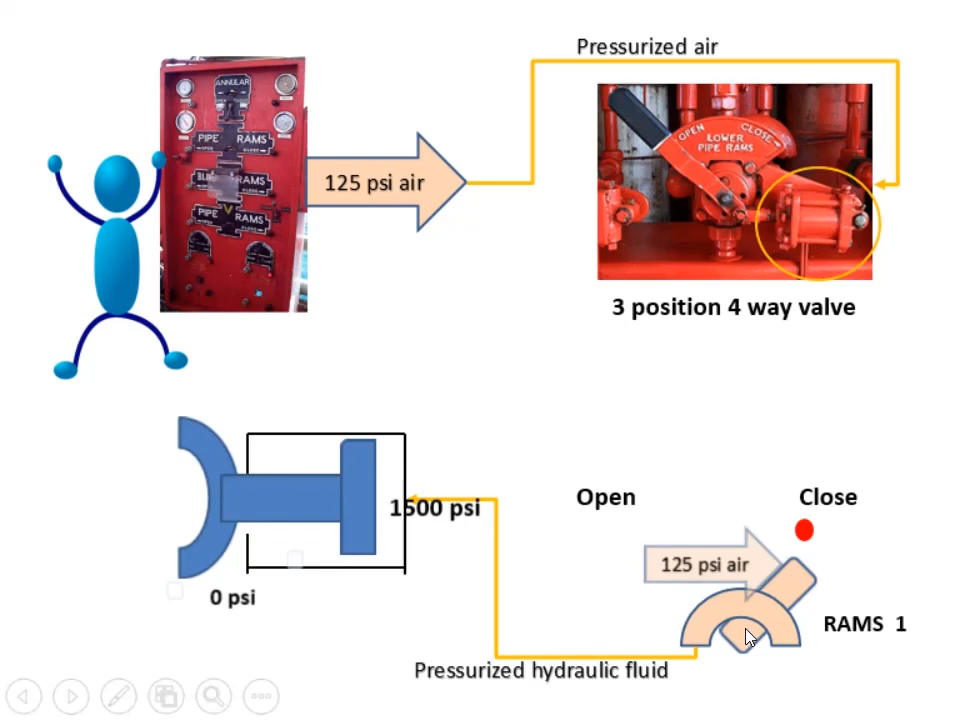 Pressurized air
ANNULAR
PIPE RAMS
RAMS
PIPE RAMS
125 psi air
OPEN CLOSE
LOWER
PIPE RAMS
3 position 4 way valve
1500 psi
0 psi
Open Close
125 psi air
RAMS 1
Pressurized hydraulic fluid